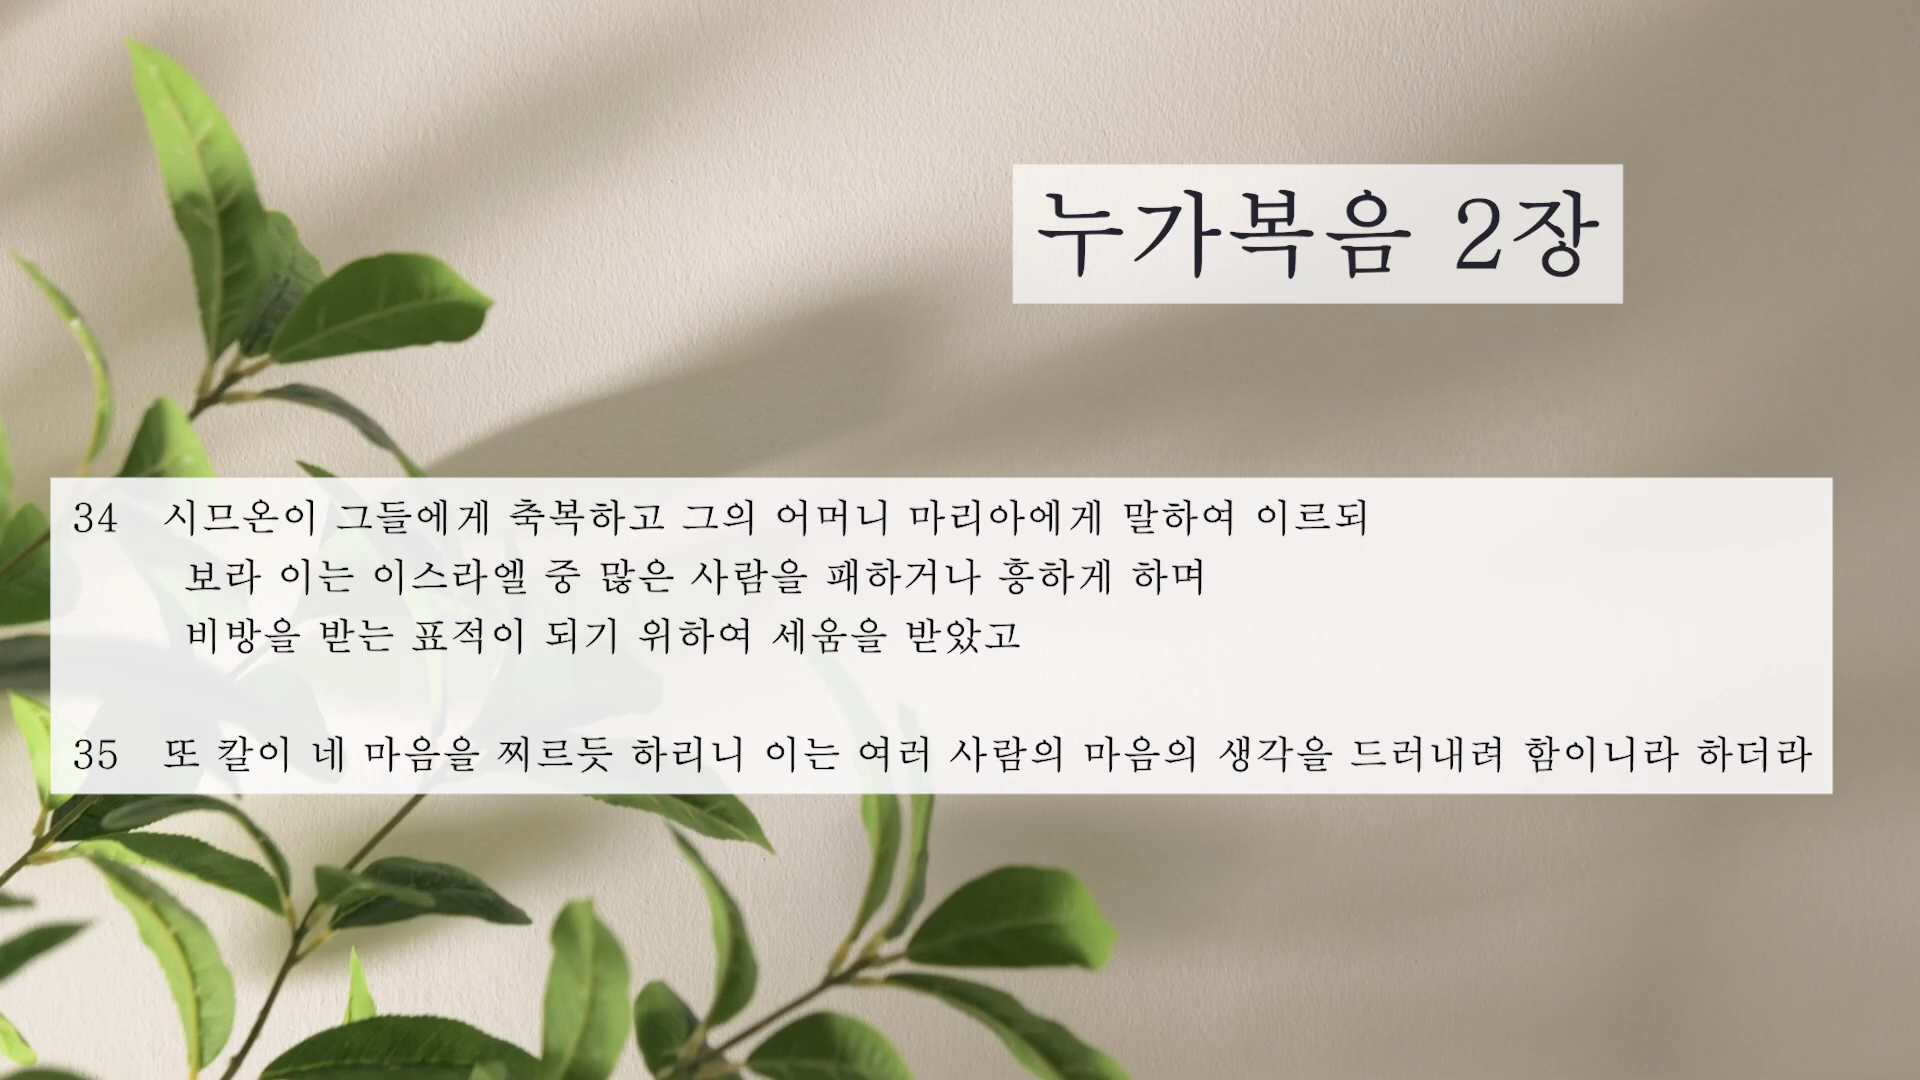 누가복음 2장
34 시므온이 그들에게 축복하고 그의 어머니 마리아에게 말하여 이르되
보라 이는 이스라엘 중 많은 사람을 패하거나 흥하게 하며
비방을 받는 표적이 되기 위하여 세움을 받았고
35 또 칼이 네 마음을 찌르듯 하리니 이는 여러 사람의 마음의 생각을 드러내려 함이니라 하더라